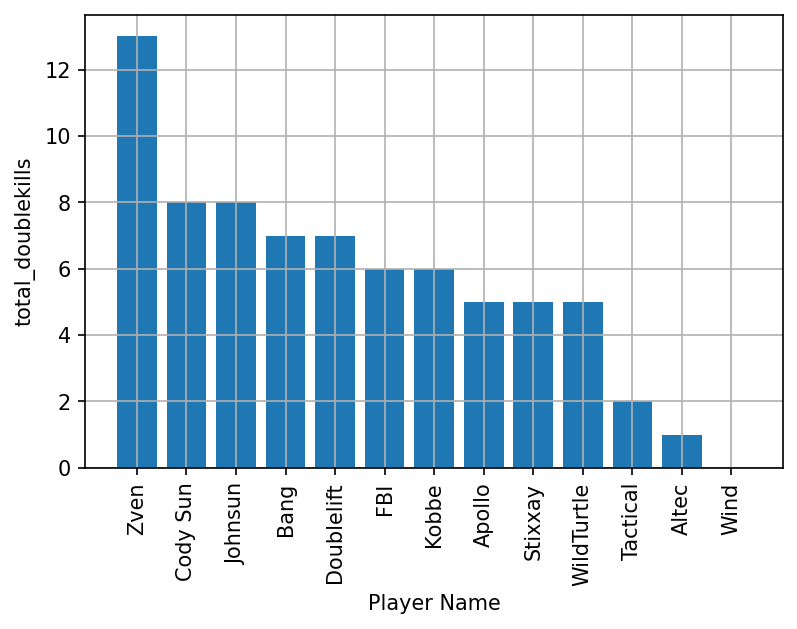 total_doublekills
12
10
8
6
4
2
0
Zven
Cody Sun
Johnsun
Bang
Doublelift
FBI
Kobbe
Apollo
Stixxay
WildTurtle
Tactical
Altec
Wind
Player Name